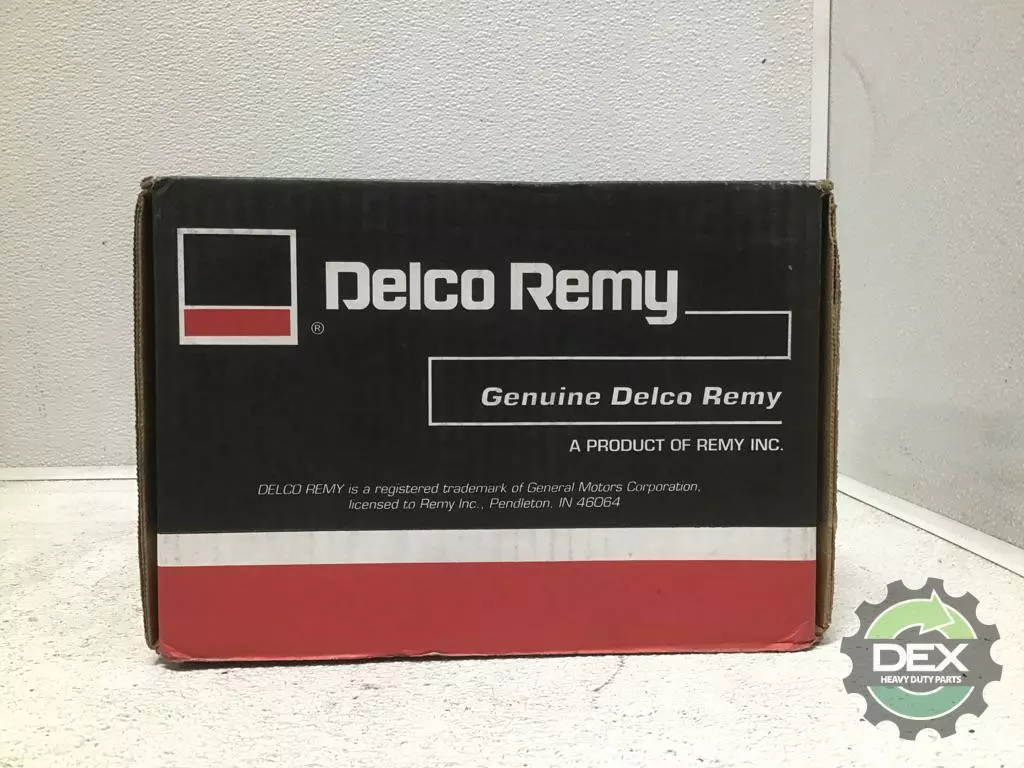 Delco Remy
®
Genuine Delco Remy
A PRODUCT OF REMY INC.
DELCO REMY is a registered trademark of General Motors Corporation,
licensed to Remy Inc., Pendleton, IN 46064
DEX
HEAVY DUTY PARTS